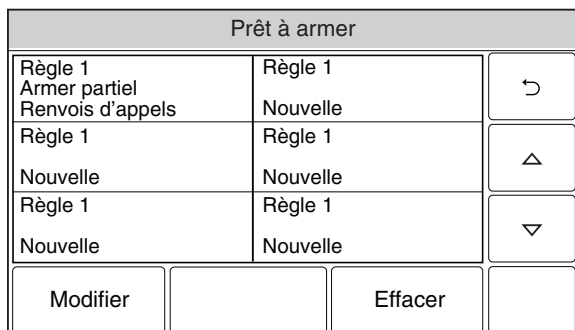 Prêt à armer
Règle 1
Armer partiel
Renvois d'appels
Règle 1
Nouvelle
Règle 1
Nouvelle
Règle 1
Nouvelle
Règle 1
Nouvelle
Règle 1
Nouvelle
Modifier
Effacer